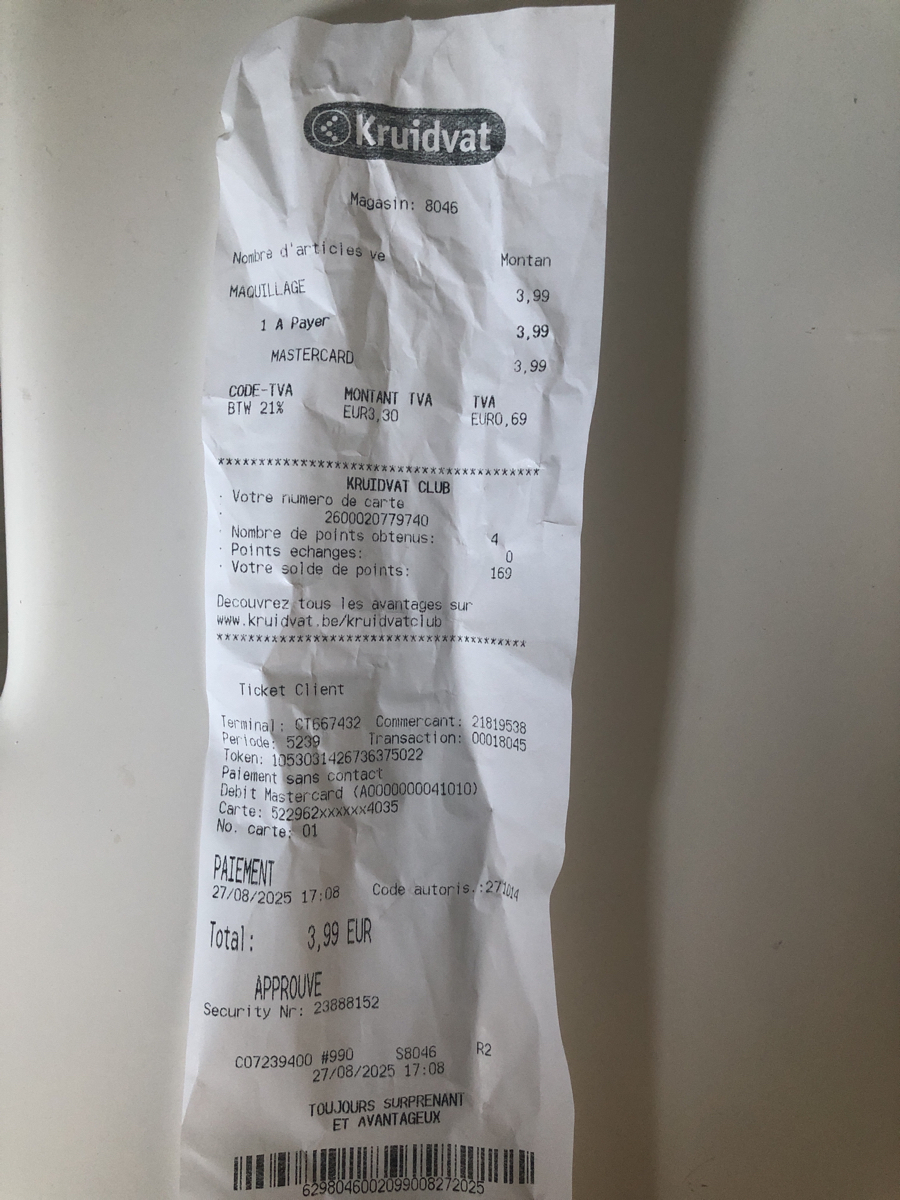 Kruidvat
Magasin: 8046
Nombre d'articles ve Montan
MAQUILLAGE 3,99
1 A Payer 3,99
MASTERCARD 3,99
CODE-TVA MONTANT TVA TVA
BTW 21% EUR3,30 EUR0,69
****************************************
KRUIDVAT CLUB
· Votre numero de carte
· 2600020779740
· Nombre de points obtenus: 4
· Points echanges: 0
· Votre solde de points: 169
Decouvrez tous les avantages sur
www.kruidvat.be/kruidvatclub
****************************************
Ticket Client
Terminal: CT667432 Commercant: 21819538
Periode: 5239 Transaction: 00018045
Token: 1053031426736375022
Paiement sans contact
Debit Mastercard (A0000000041010)
Carte: 522962xxxxxx4035
No. carte: 01
PAIEMENT
27/08/2025 17:08 Code autoris.:271014
Total: 3,99 EUR
APPROUVE
Security Nr: 23888152
C07239400 #990 S8046 R2
27/08/2025 17:08
TOUJOURS SURPRENANT
ET AVANTAGEUX
6298046002099008272025